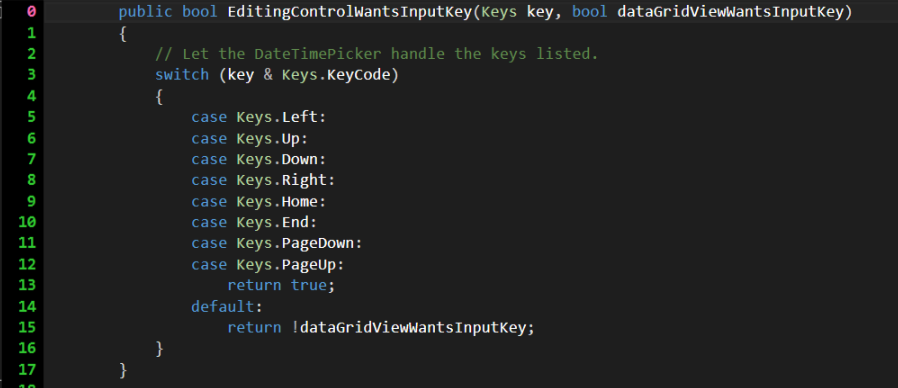 0 public bool EditingControlWantsInputKey(Keys key, bool dataGridViewWantsInputKey)
1 {
2 // Let the DateTimePicker handle the keys listed.
3 switch (key & Keys.KeyCode)
4 {
5 case Keys.Left:
6 case Keys.Up:
7 case Keys.Down:
8 case Keys.Right:
9 case Keys.Home:
10 case Keys.End:
11 case Keys.PageDown:
12 case Keys.PageUp:
13 return true;
14 default:
15 return !dataGridViewWantsInputKey;
16 }
17 }